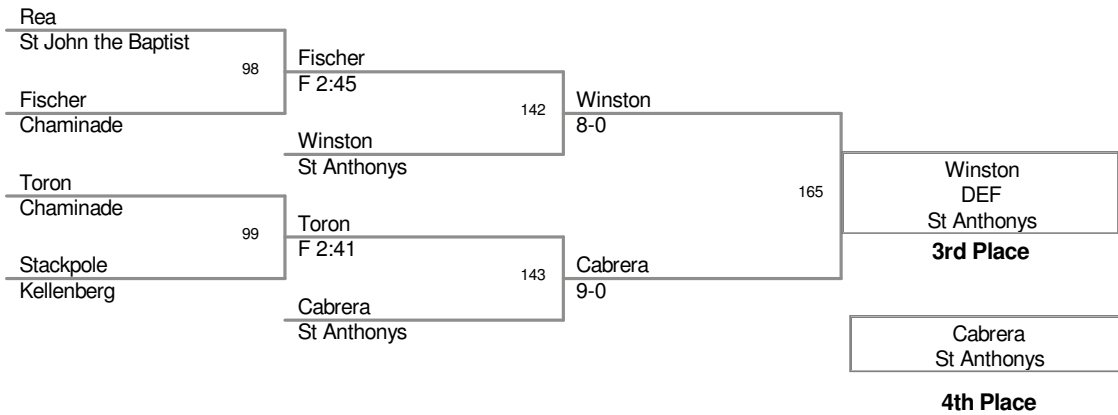 Rea
St John the Baptist
98
Fischer
Chaminade
Fischer
F 2:45
142
Winston
St Anthonys
Toron
Chaminade
99
Stackpole
Kellenberg
Toron
F 2:41
143
Cabrera
St Anthonys
Winston
8-0
165
Cabrera
9-0
Winston
DEF
St Anthonys
3rd Place
Cabrera
St Anthonys
4th Place